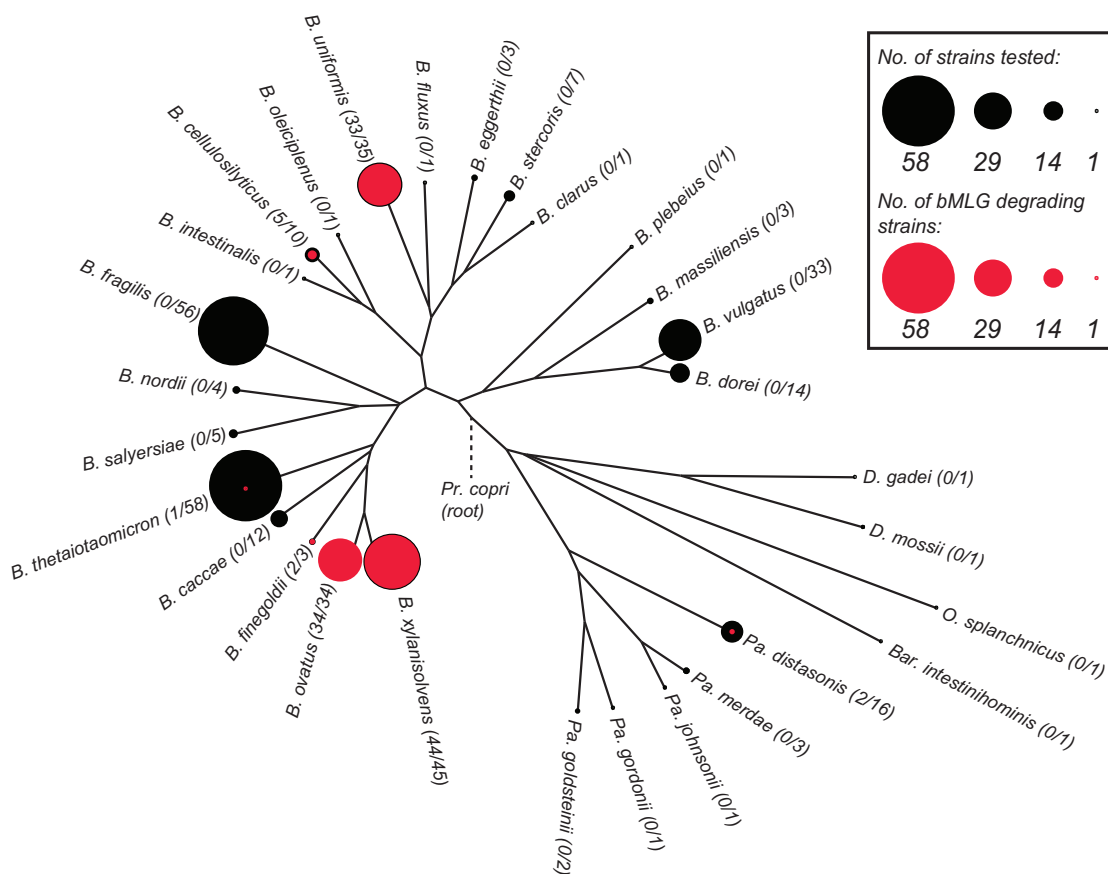 No. of strains tested:
58 29 14 1
No. of bMLG degrading
strains:
58 29 14 1
B. uniformis (33/35)
B. fluxus (0/1)
B. eggerthii (0/3)
B. stercoris (0/7)
B. clarus (0/1)
B. oleiciplenus (0/1)
B. cellulosilyticus (5/10)
B. intestinalis (0/1)
B. fragilis (0/56)
B. plebeius (0/1)
B. massiliensis (0/3)
B. vulgatus (0/33)
B. dorei (0/14)
B. nordii (0/4)
B. salyersiae (0/5)
B. thetaiotaomicron (1/58)
B. caccae (0/12)
B. finegoldii (2/3)
B. ovatus (34/34)
B. xylanisolvens (44/45)
Pr. copri
(root)
D. gadei (0/1)
D. mossii (0/1)
O. splanchnicus (0/1)
Bar. intestinihominis (0/1)
Pa. distasonis (2/16)
Pa. merdae (0/3)
Pa. johnsonii (0/1)
Pa. gordonii (0/1)
Pa. goldsteinii (0/2)